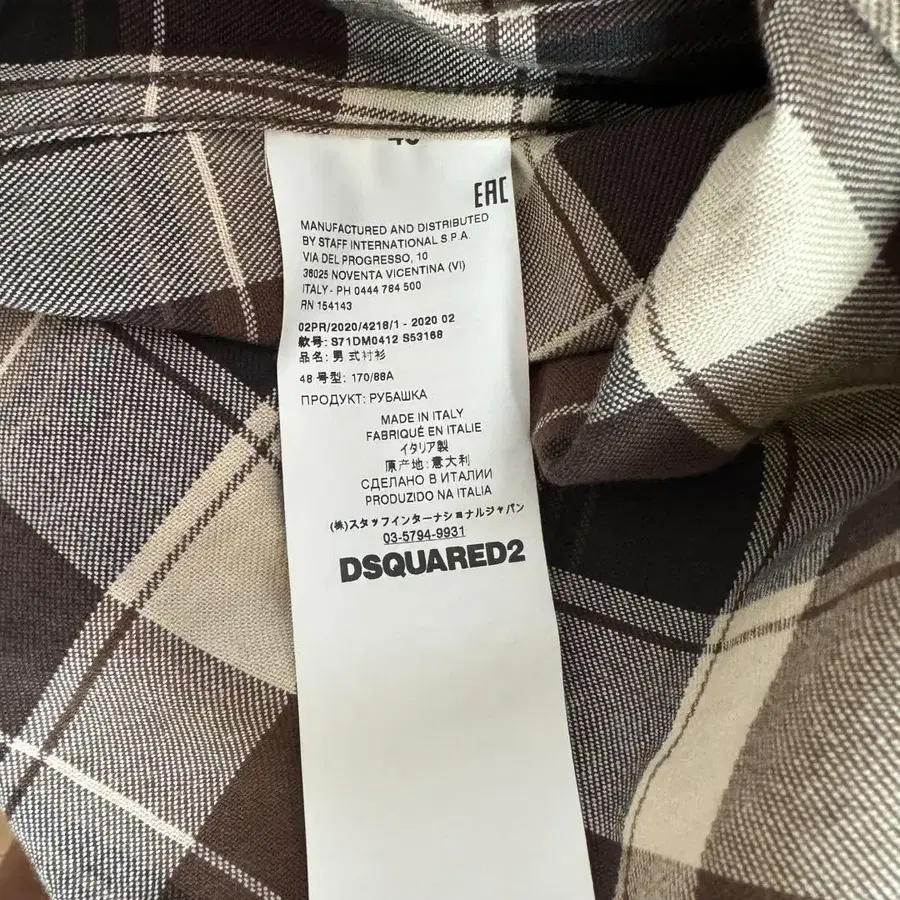 EAC
MANUFACTURED AND DISTRIBUTED
BY STAFF INTERNATIONAL S.P.A.
VIA DEL PROGRESSO, 10
36025 NOVENTA VICENTINA (VI)
ITALY - PH 0444 784 500
RN 154143
02PR/2020/4218/1 - 2020 02
款号: S71DM0412 S53168
品名: 男式衬衫
48 号型: 170/88A
ПРОДУКТ: РУБАШКА
MADE IN ITALY
FABRIQUÉ EN ITALIE
イタリア製
原产地: 意大利
СДЕЛАНО В ИТАЛИИ
PRODUZIDO NA ITALIA
(株)スタッフインターナショナルジャパン
03-5794-9931
DSQUARED2